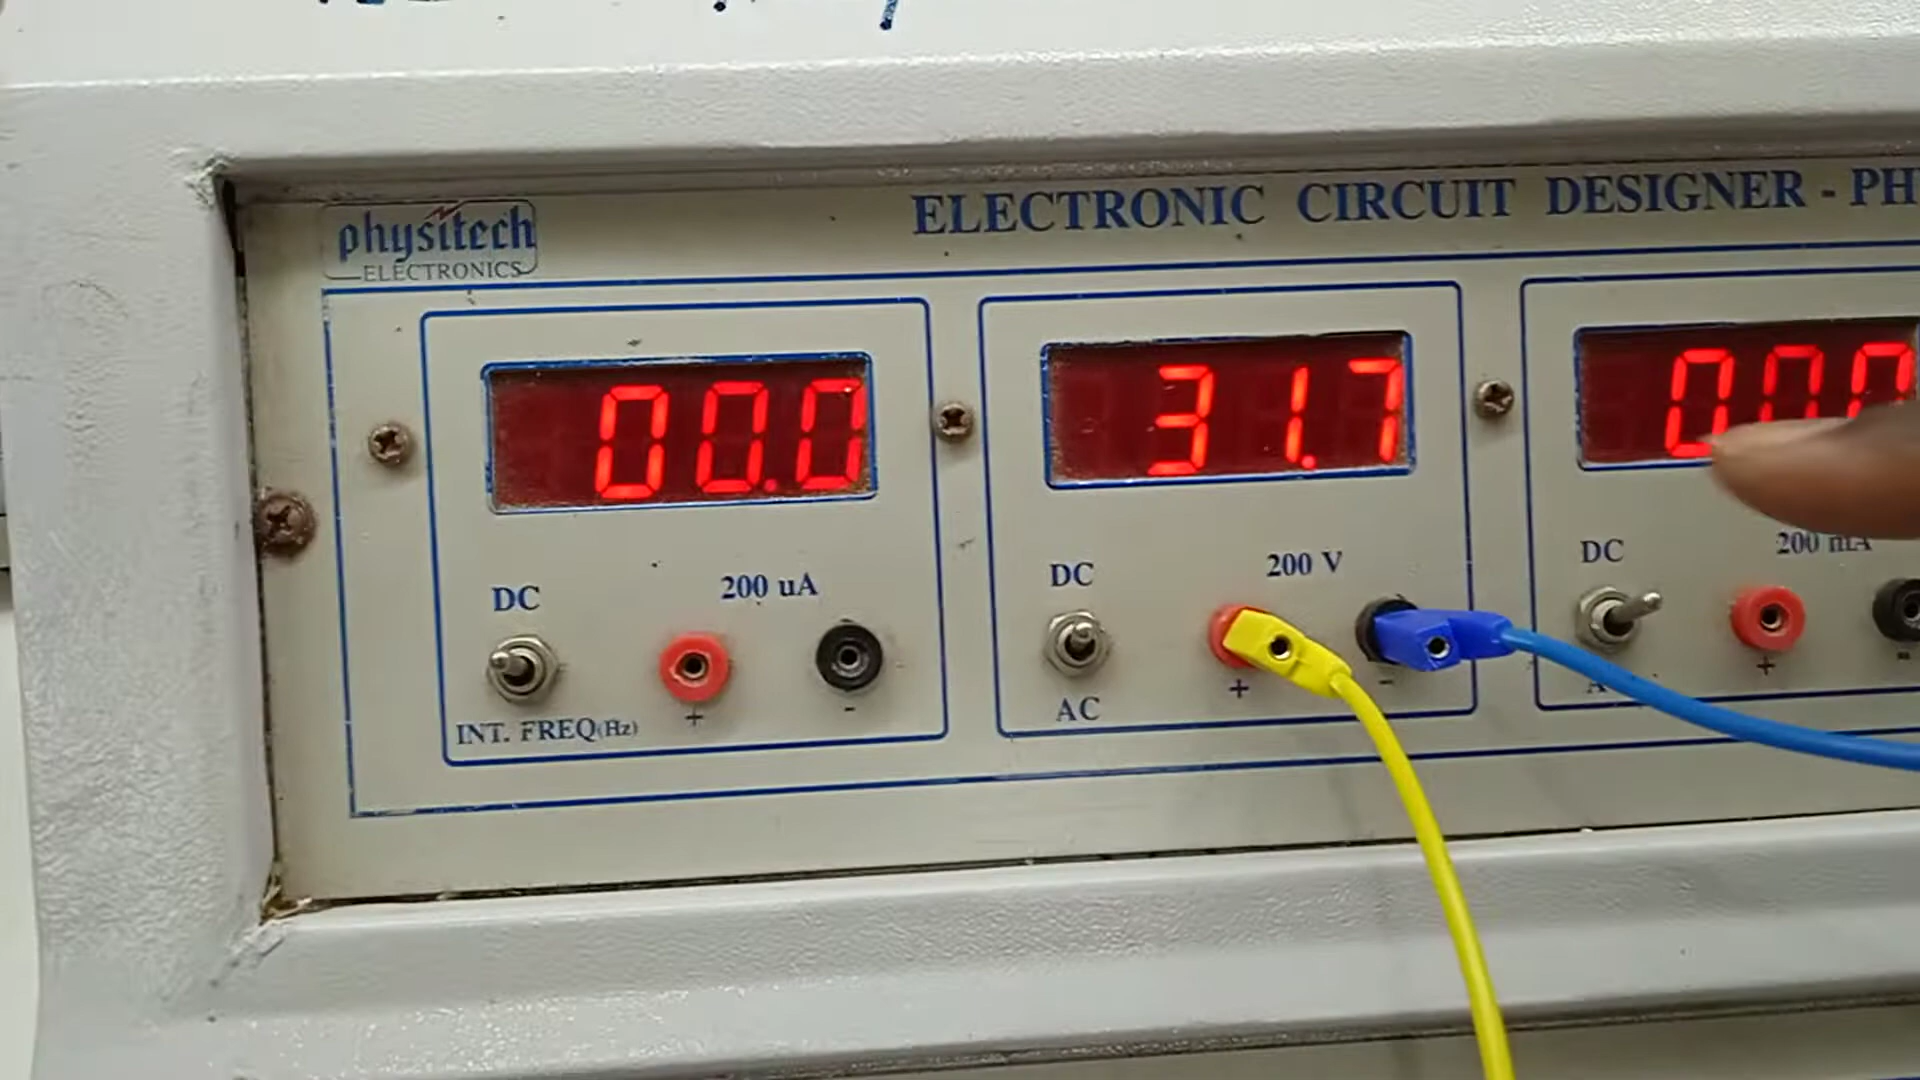 physitech
ELECTRONICS
ELECTRONIC CIRCUIT DESIGNER - PH
00.0
31.7
DC
200 uA
INT. FREQ(Hz)
+
-
DC
200 V
AC
+
-
DC
200 mA
+
-